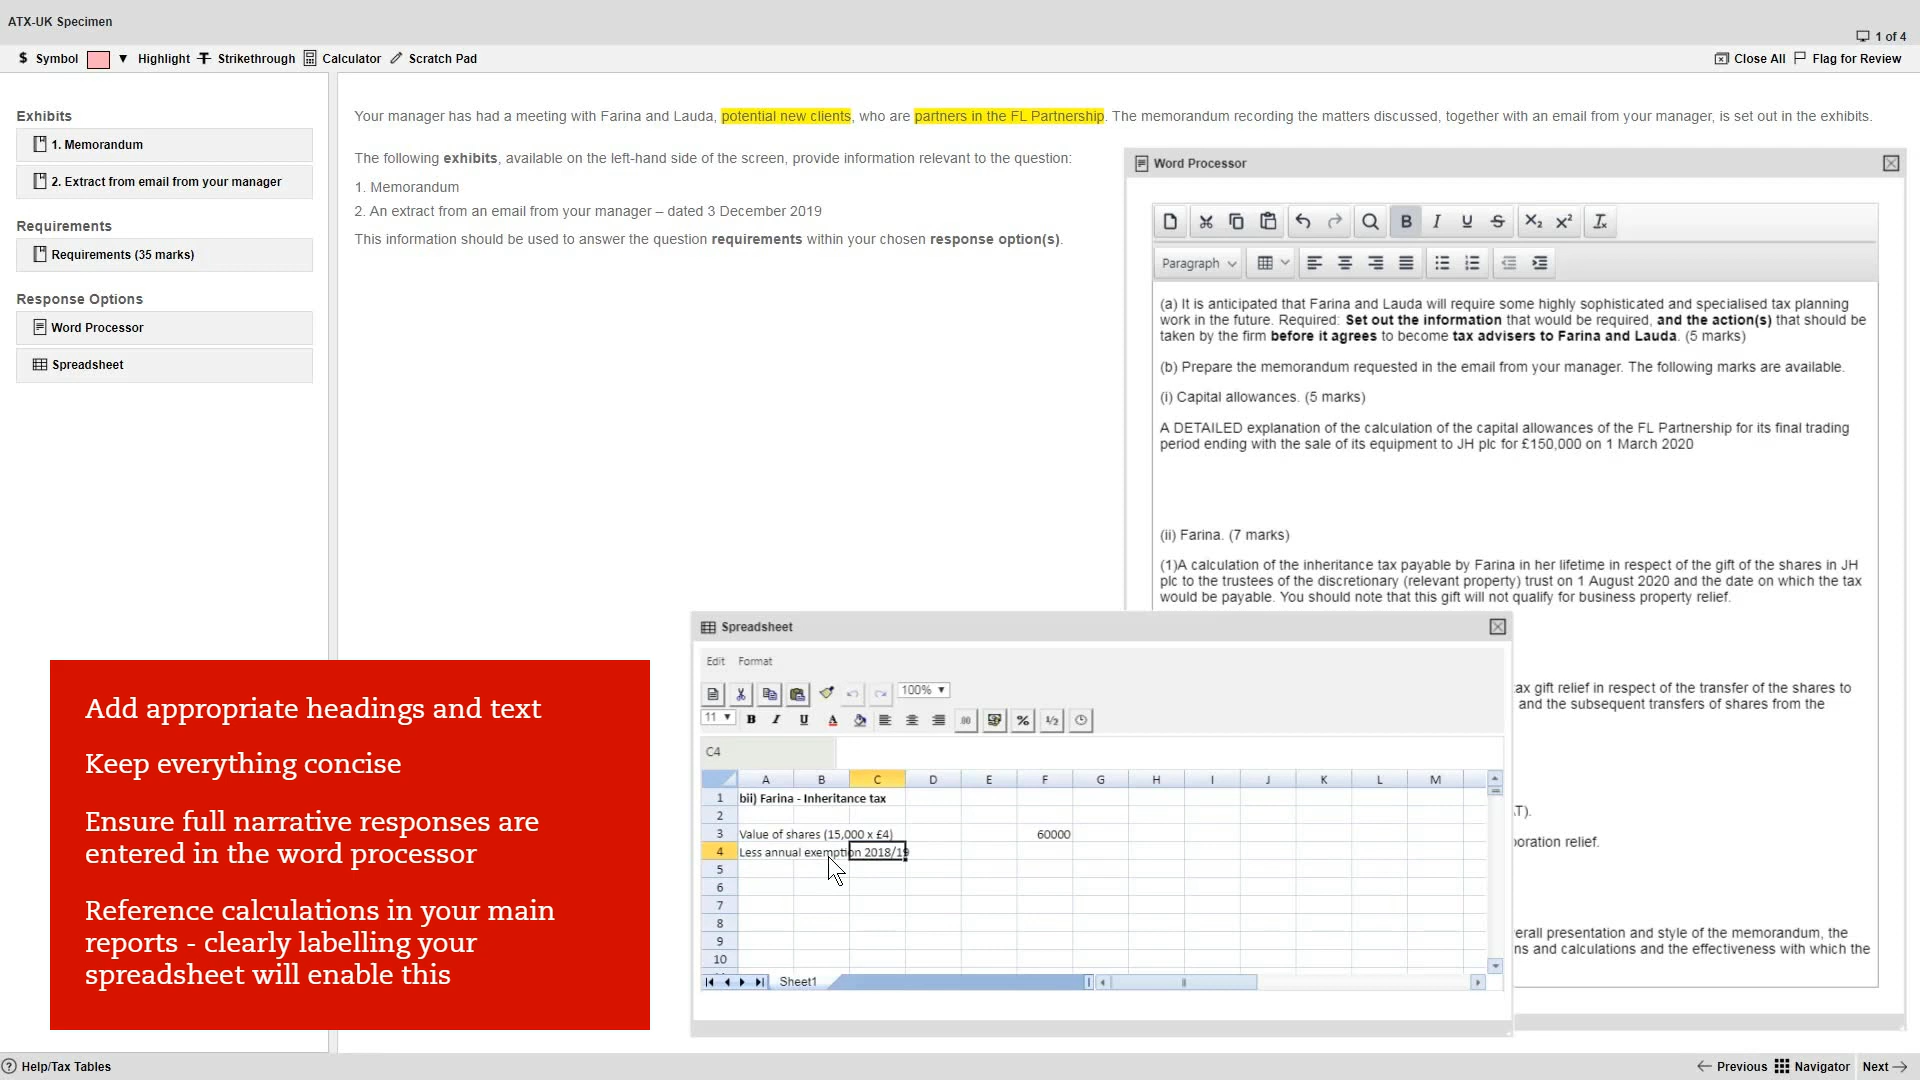 ATX-UK Specimen
1 of 4
$ Symbol Highlight Strikethrough Calculator Scratch Pad
Close All Flag for Review
Exhibits
1. Memorandum
2. Extract from email from your manager
Requirements
Requirements (35 marks)
Response Options
Word Processor
Spreadsheet
Your manager has had a meeting with Farina and Lauda, potential new clients, who are partners in the FL Partnership. The memorandum recording the matters discussed, together with an email from your manager, is set out in the exhibits.
The following exhibits, available on the left-hand side of the screen, provide information relevant to the question:
1. Memorandum
2. An extract from an email from your manager – dated 3 December 2019
This information should be used to answer the question requirements within your chosen response option(s).
Word Processor
B I U S X₂ X² Ix
Paragraph
(a) It is anticipated that Farina and Lauda will require some highly sophisticated and specialised tax planning
work in the future. Required: Set out the information that would be required, and the action(s) that should be
taken by the firm before it agrees to become tax advisers to Farina and Lauda. (5 marks)
(b) Prepare the memorandum requested in the email from your manager. The following marks are available.
(i) Capital allowances. (5 marks)
A DETAILED explanation of the calculation of the capital allowances of the FL Partnership for its final trading
period ending with the sale of its equipment to JH plc for £150,000 on 1 March 2020
(ii) Farina. (7 marks)
(1)A calculation of the inheritance tax payable by Farina in her lifetime in respect of the gift of the shares in JH
plc to the trustees of the discretionary (relevant property) trust on 1 August 2020 and the date on which the tax
would be payable. You should note that this gift will not qualify for business property relief.
ax gift relief in respect of the transfer of the shares to
and the subsequent transfers of shares from the
T).
oration relief.
erall presentation and style of the memorandum, the
ns and calculations and the effectiveness with which the
Spreadsheet
Edit Format
100%
11 B I U A .00 % 1/2
C4
A B C D E F G H I J K L M
1 bii) Farina - Inheritance tax
2
3 Value of shares (15,000 x £4) 60000
4 Less annual exemption 2018/19
5
6
7
8
9
10
Sheet1
Add appropriate headings and text
Keep everything concise
Ensure full narrative responses are
entered in the word processor
Reference calculations in your main
reports - clearly labelling your
spreadsheet will enable this
Help/Tax Tables
Previous Navigator Next